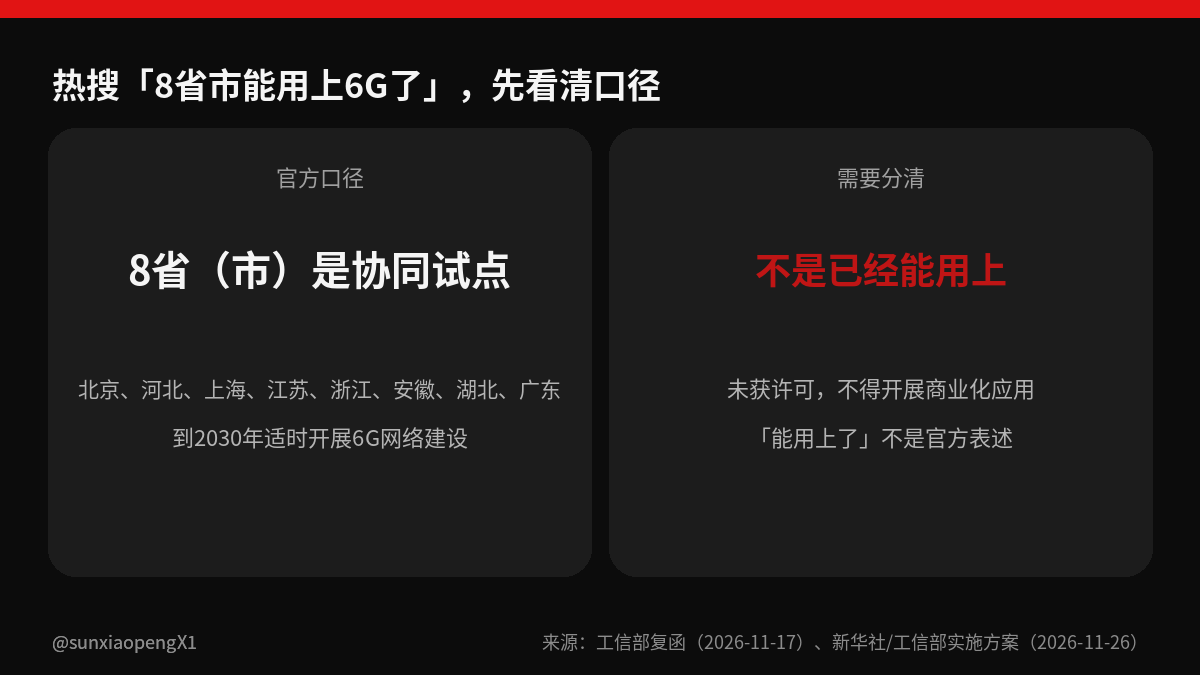 热搜「8省市能用上6G了」，先看清口径
官方口径
8省（市）是协同试点
北京、河北、上海、江苏、浙江、安徽、湖北、广东
到2030年适时开展6G网络建设
需要分清
不是已经能用上
未获许可，不得开展商业化应用
「能用上了」不是官方表述
@sunxiaopengX1
来源：工信部复函（2026-11-17）、新华社/工信部实施方案（2026-11-26）